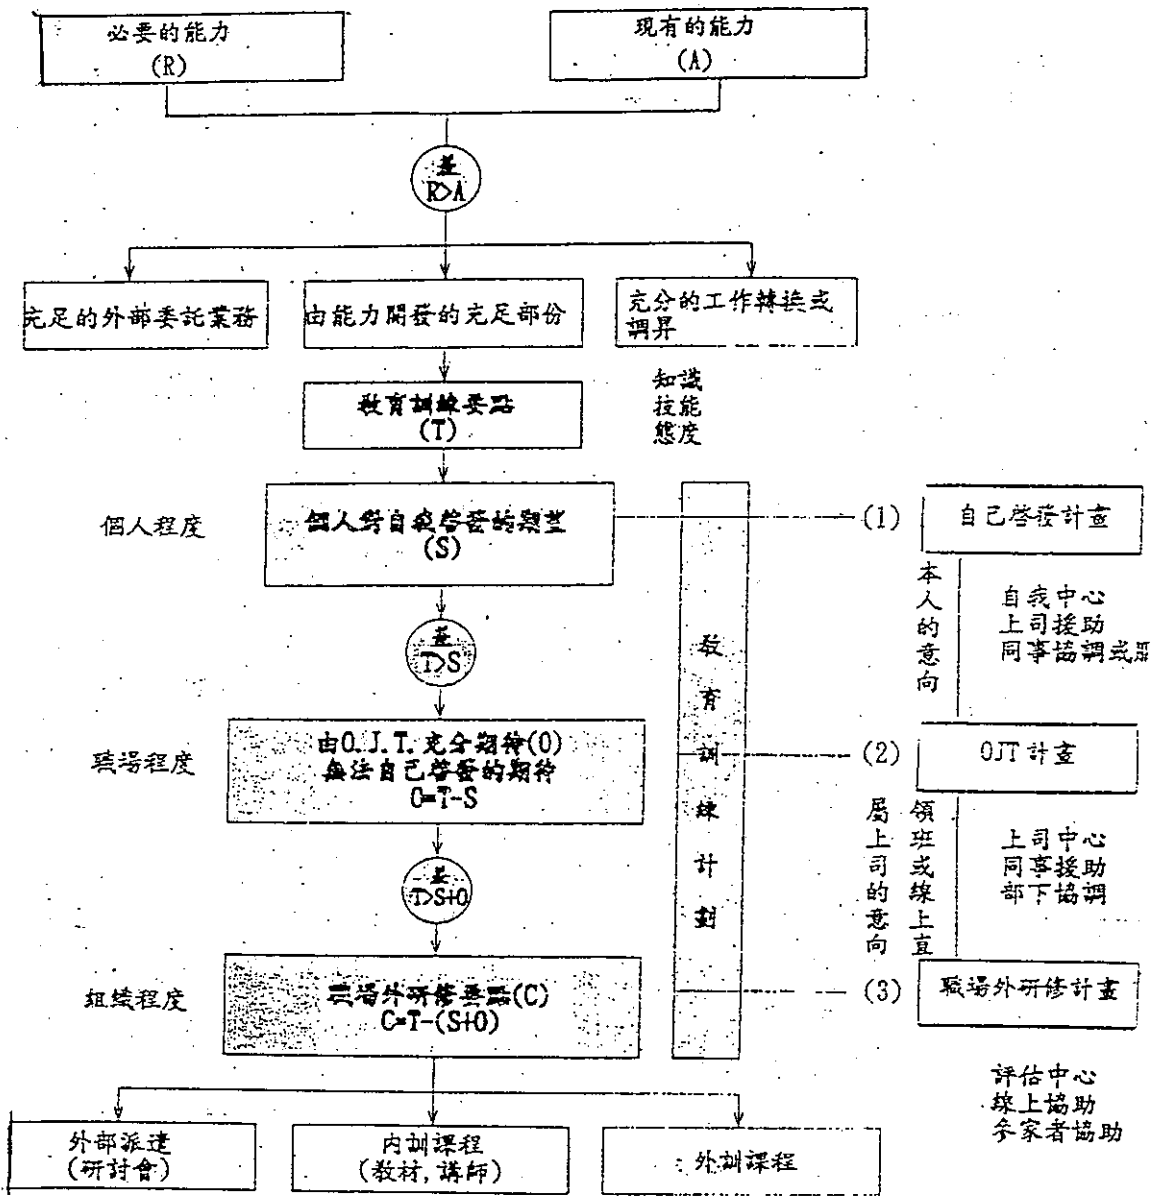 必要的能力
(R)
現有的能力
(A)
差
R>A
充足的外部委託業務
由能力開發的充足部份
充分的工作轉換或
調昇
教育訓練要點
(T)
知識
技能
態度
個人程度
個人對自我啓發的期望
(S)
(1)
自己啓發計畫
本人的意向
自我中心
上司援助
同事協調或
差
T>S
教育訓練計劃
職場程度
由O.J.T.充分期待(O)
無法自己啓發的期待
O=T-S
(2)
OJT計畫
領班或線上直
屬上司的意向
上司中心
同事援助
部下協調
差
T>S+O
組織程度
職場外研修要點(C)
C=T-(S+O)
(3)
職場外研修計畫
評估中心
線上協助
參家者協助
外部派遣
(研討會)
內訓課程
(教材,講師)
外訓課程